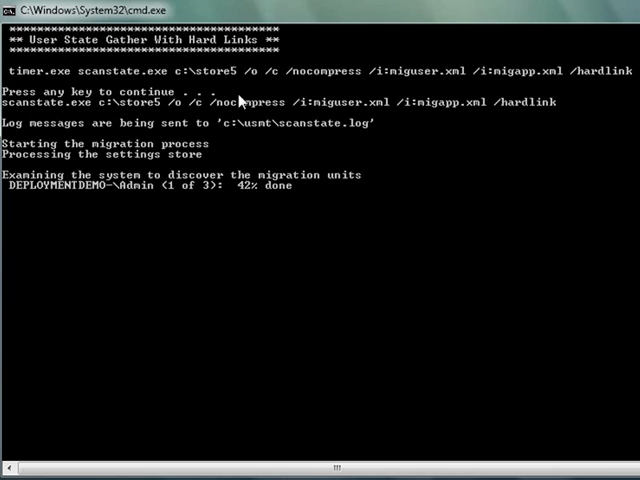 C:\Windows\System32\cmd.exe
****************************************
** User State Gather With Hard Links **
****************************************
timer.exe scanstate.exe c:\store5 /o /c /nocompress /i:miguser.xml /i:migapp.xml /hardlink
Press any key to continue . . .
scanstate.exe c:\store5 /o /c /nocompress /i:miguser.xml /i:migapp.xml /hardlink
Log messages are being sent to 'c:\usmt\scanstate.log'
Starting the migration process
Processing the settings store
Examining the system to discover the migration units
DEPLOYMENTDEMO-\Admin (1 of 3): 42% done